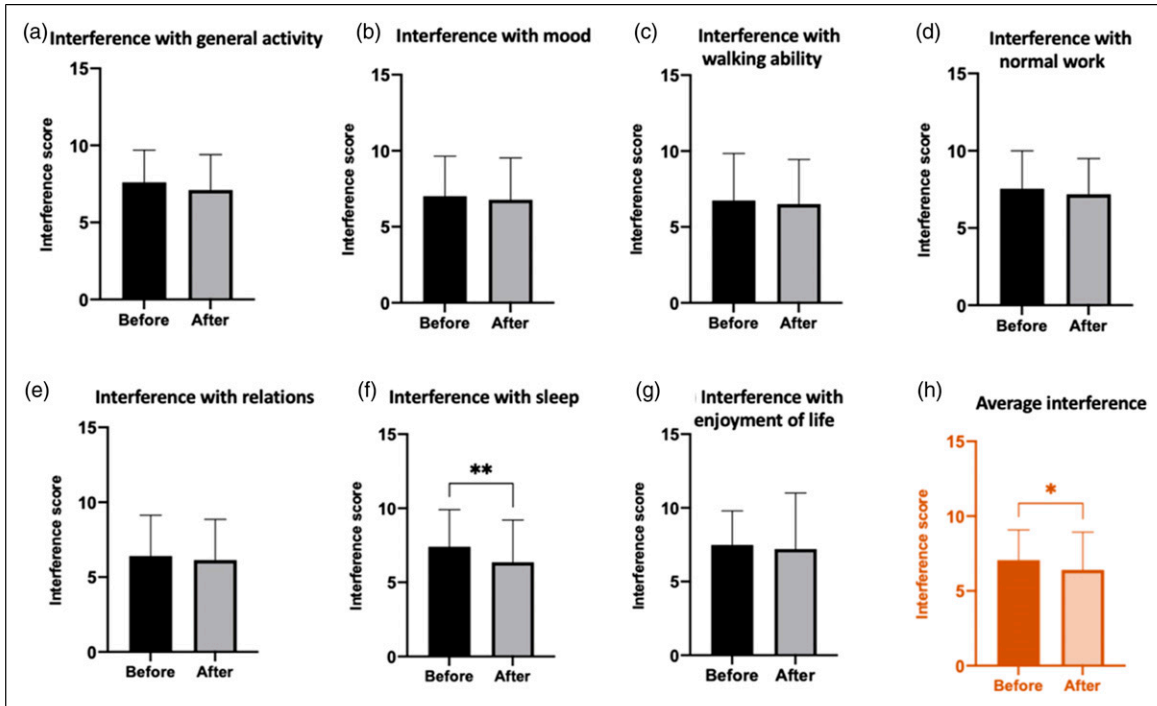 (a)
Interference with general activity
15
10
5
0
Interference score
Before After
(b)
Interference with mood
15
10
5
0
Interference score
Before After
(c)
Interference with
walking ability
15
10
5
0
Interference score
Before After
(d)
Interference with
normal work
15
10
5
0
Interference score
Before After
(e)
Interference with relations
15
10
5
0
Interference score
Before After
(f)
Interference with sleep
15
10
5
0
Interference score
**
Before After
(g)
Interference with
enjoyment of life
15
10
5
0
Interference score
Before After
(h)
Average interference
15
10
5
0
Interference score
*
Before After